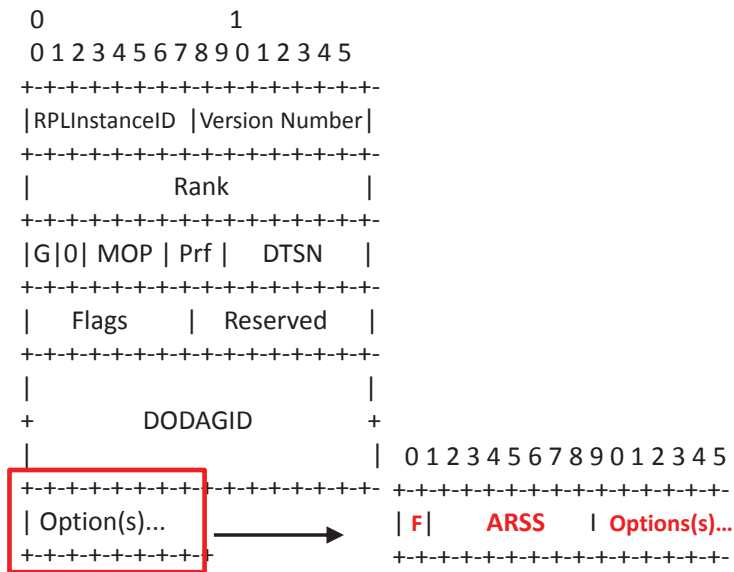 0 1
0 1 2 3 4 5 6 7 8 9 0 1 2 3 4 5
+-+-+-+-+-+-+-+-+-+-+-+-+-+-+-+-
|RPLInstanceID |Version Number|
+-+-+-+-+-+-+-+-+-+-+-+-+-+-+-+-
| Rank |
+-+-+-+-+-+-+-+-+-+-+-+-+-+-+-+-
|G|0| MOP | Prf | DTSN |
+-+-+-+-+-+-+-+-+-+-+-+-+-+-+-+-
| Flags | Reserved |
+-+-+-+-+-+-+-+-+-+-+-+-+-+-+-+-
| |
+ DODAGID +
| |
+-+-+-+-+-+-+-+-+-+-+-+-+-+-+-+-
| Option(s)...
+-+-+-+-+-+-+-+-+
0 1 2 3 4 5 6 7 8 9 0 1 2 3 4 5
+-+-+-+-+-+-+-+-+-+-+-+-+-+-+-+-
| F| ARSS I Options(s)...
+-+-+-+-+-+-+-+-+-+-+-+-+-+-+-+-